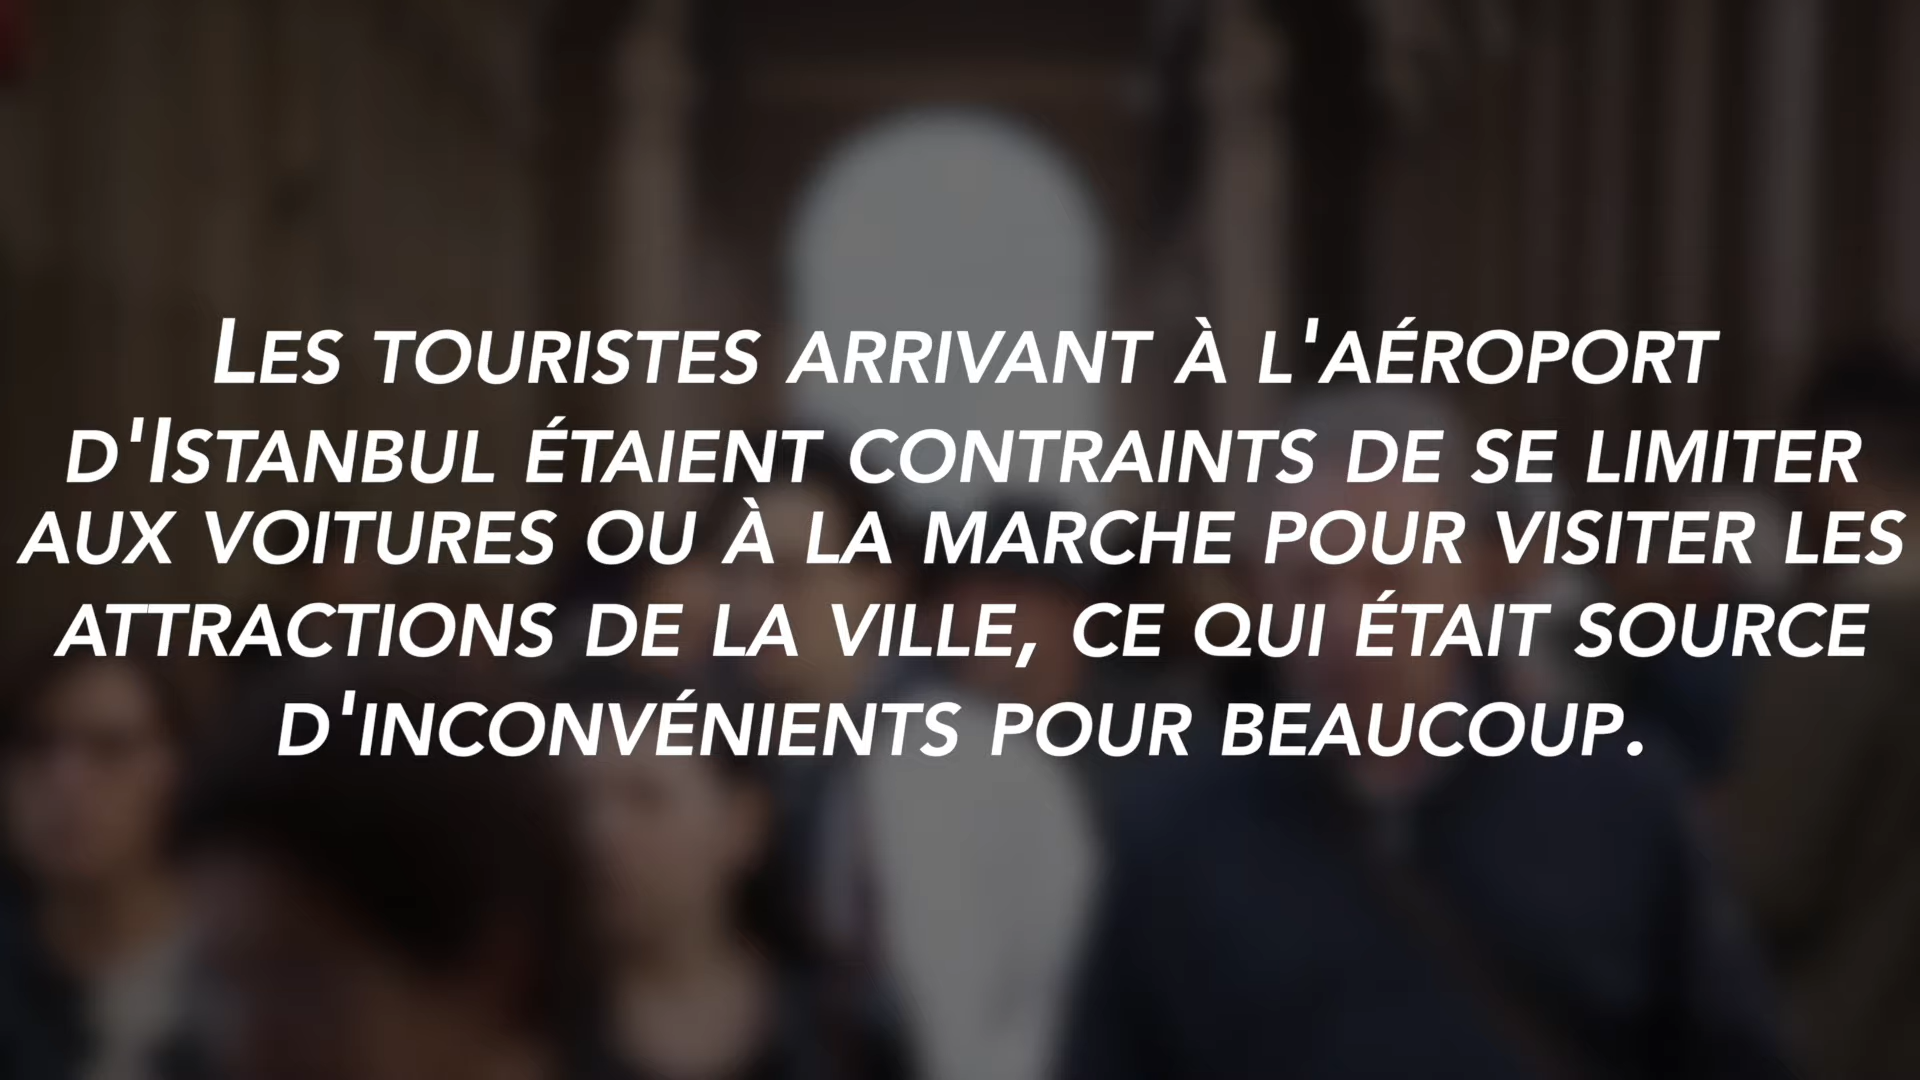 Les touristes arrivant à l'aéroport
d'Istanbul étaient contraints de se limiter
aux voitures ou à la marche pour visiter les
attractions de la ville, ce qui était source
d'inconvénients pour beaucoup.